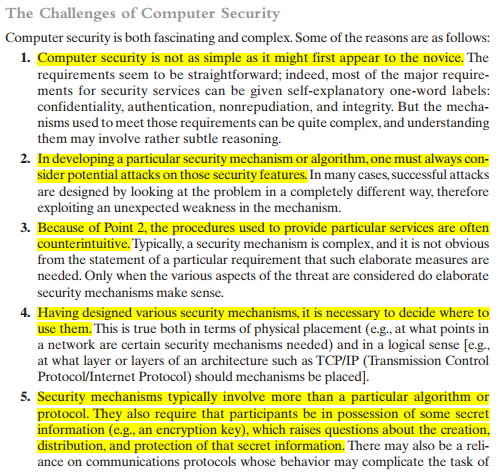 The Challenges of Computer Security
Computer security is both fascinating and complex. Some of the reasons are as follows:
1. Computer security is not as simple as it might first appear to the novice. The
requirements seem to be straightforward; indeed, most of the major require-
ments for security services can be given self-explanatory one-word labels:
confidentiality, authentication, nonrepudiation, and integrity. But the mecha-
nisms used to meet those requirements can be quite complex, and understanding
them may involve rather subtle reasoning.
2. In developing a particular security mechanism or algorithm, one must always con-
sider potential attacks on those security features. In many cases, successful attacks
are designed by looking at the problem in a completely different way, therefore
exploiting an unexpected weakness in the mechanism.
3. Because of Point 2, the procedures used to provide particular services are often
counterintuitive. Typically, a security mechanism is complex, and it is not obvious
from the statement of a particular requirement that such elaborate measures are
needed. Only when the various aspects of the threat are considered do elaborate
security mechanisms make sense.
4. Having designed various security mechanisms, it is necessary to decide where to
use them. This is true both in terms of physical placement (e.g., at what points in
a network are certain security mechanisms needed) and in a logical sense [e.g.,
at what layer or layers of an architecture such as TCP/IP (Transmission Control
Protocol/Internet Protocol) should mechanisms be placed].
5. Security mechanisms typically involve more than a particular algorithm or
protocol. They also require that participants be in possession of some secret
information (e.g., an encryption key), which raises questions about the creation,
distribution, and protection of that secret information. There may also be a reli-
ance on communications protocols whose behavior may complicate the task of